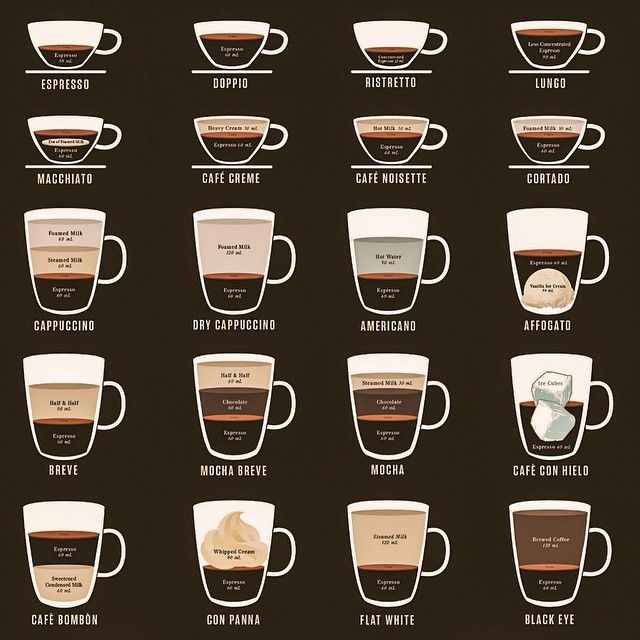 Espresso
30 mL
ESPRESSO
Espresso
60 mL
DOPPIO
Concentrated
Espresso 22 mL
RISTRETTO
Less Concentrated
Espresso
90 mL
LUNGO
Dot of Foamed Milk
Espresso
60 mL
MACCHIATO
Heavy Cream 30 mL
Espresso 60 mL
CAFÉ CREME
Hot Milk 30 mL
Espresso
60 mL
CAFÉ NOISETTE
Foamed Milk 30 mL
Espresso
60 mL
CORTADO
Foamed Milk
60 mL
Steamed Milk
60 mL
Espresso
60 mL
CAPPUCCINO
Foamed Milk
120 mL
Espresso
60 mL
DRY CAPPUCCINO
Hot Water
90 mL
Espresso
60 mL
AMERICANO
Espresso 60 mL
Vanilla Ice Cream
90 mL
AFFOGATO
Half & Half
90 mL
Espresso
60 mL
BREVE
Half & Half
60 mL
Chocolate
60 mL
Espresso
60 mL
MOCHA BREVE
Steamed Milk 30 mL
Chocolate
60 mL
Espresso
60 mL
MOCHA
Ice Cubes
Espresso 60 mL
CAFÈ CON HIELO
Espresso
60 mL
Sweetened
Condensed Milk
60 mL
CAFÈ BOMBÒN
Whipped Cream
90 mL
Espresso
60 mL
CON PANNA
Steamed Milk
120 mL
Espresso
60 mL
FLAT WHITE
Brewed Coffee
120 mL
Espresso
60 mL
BLACK EYE